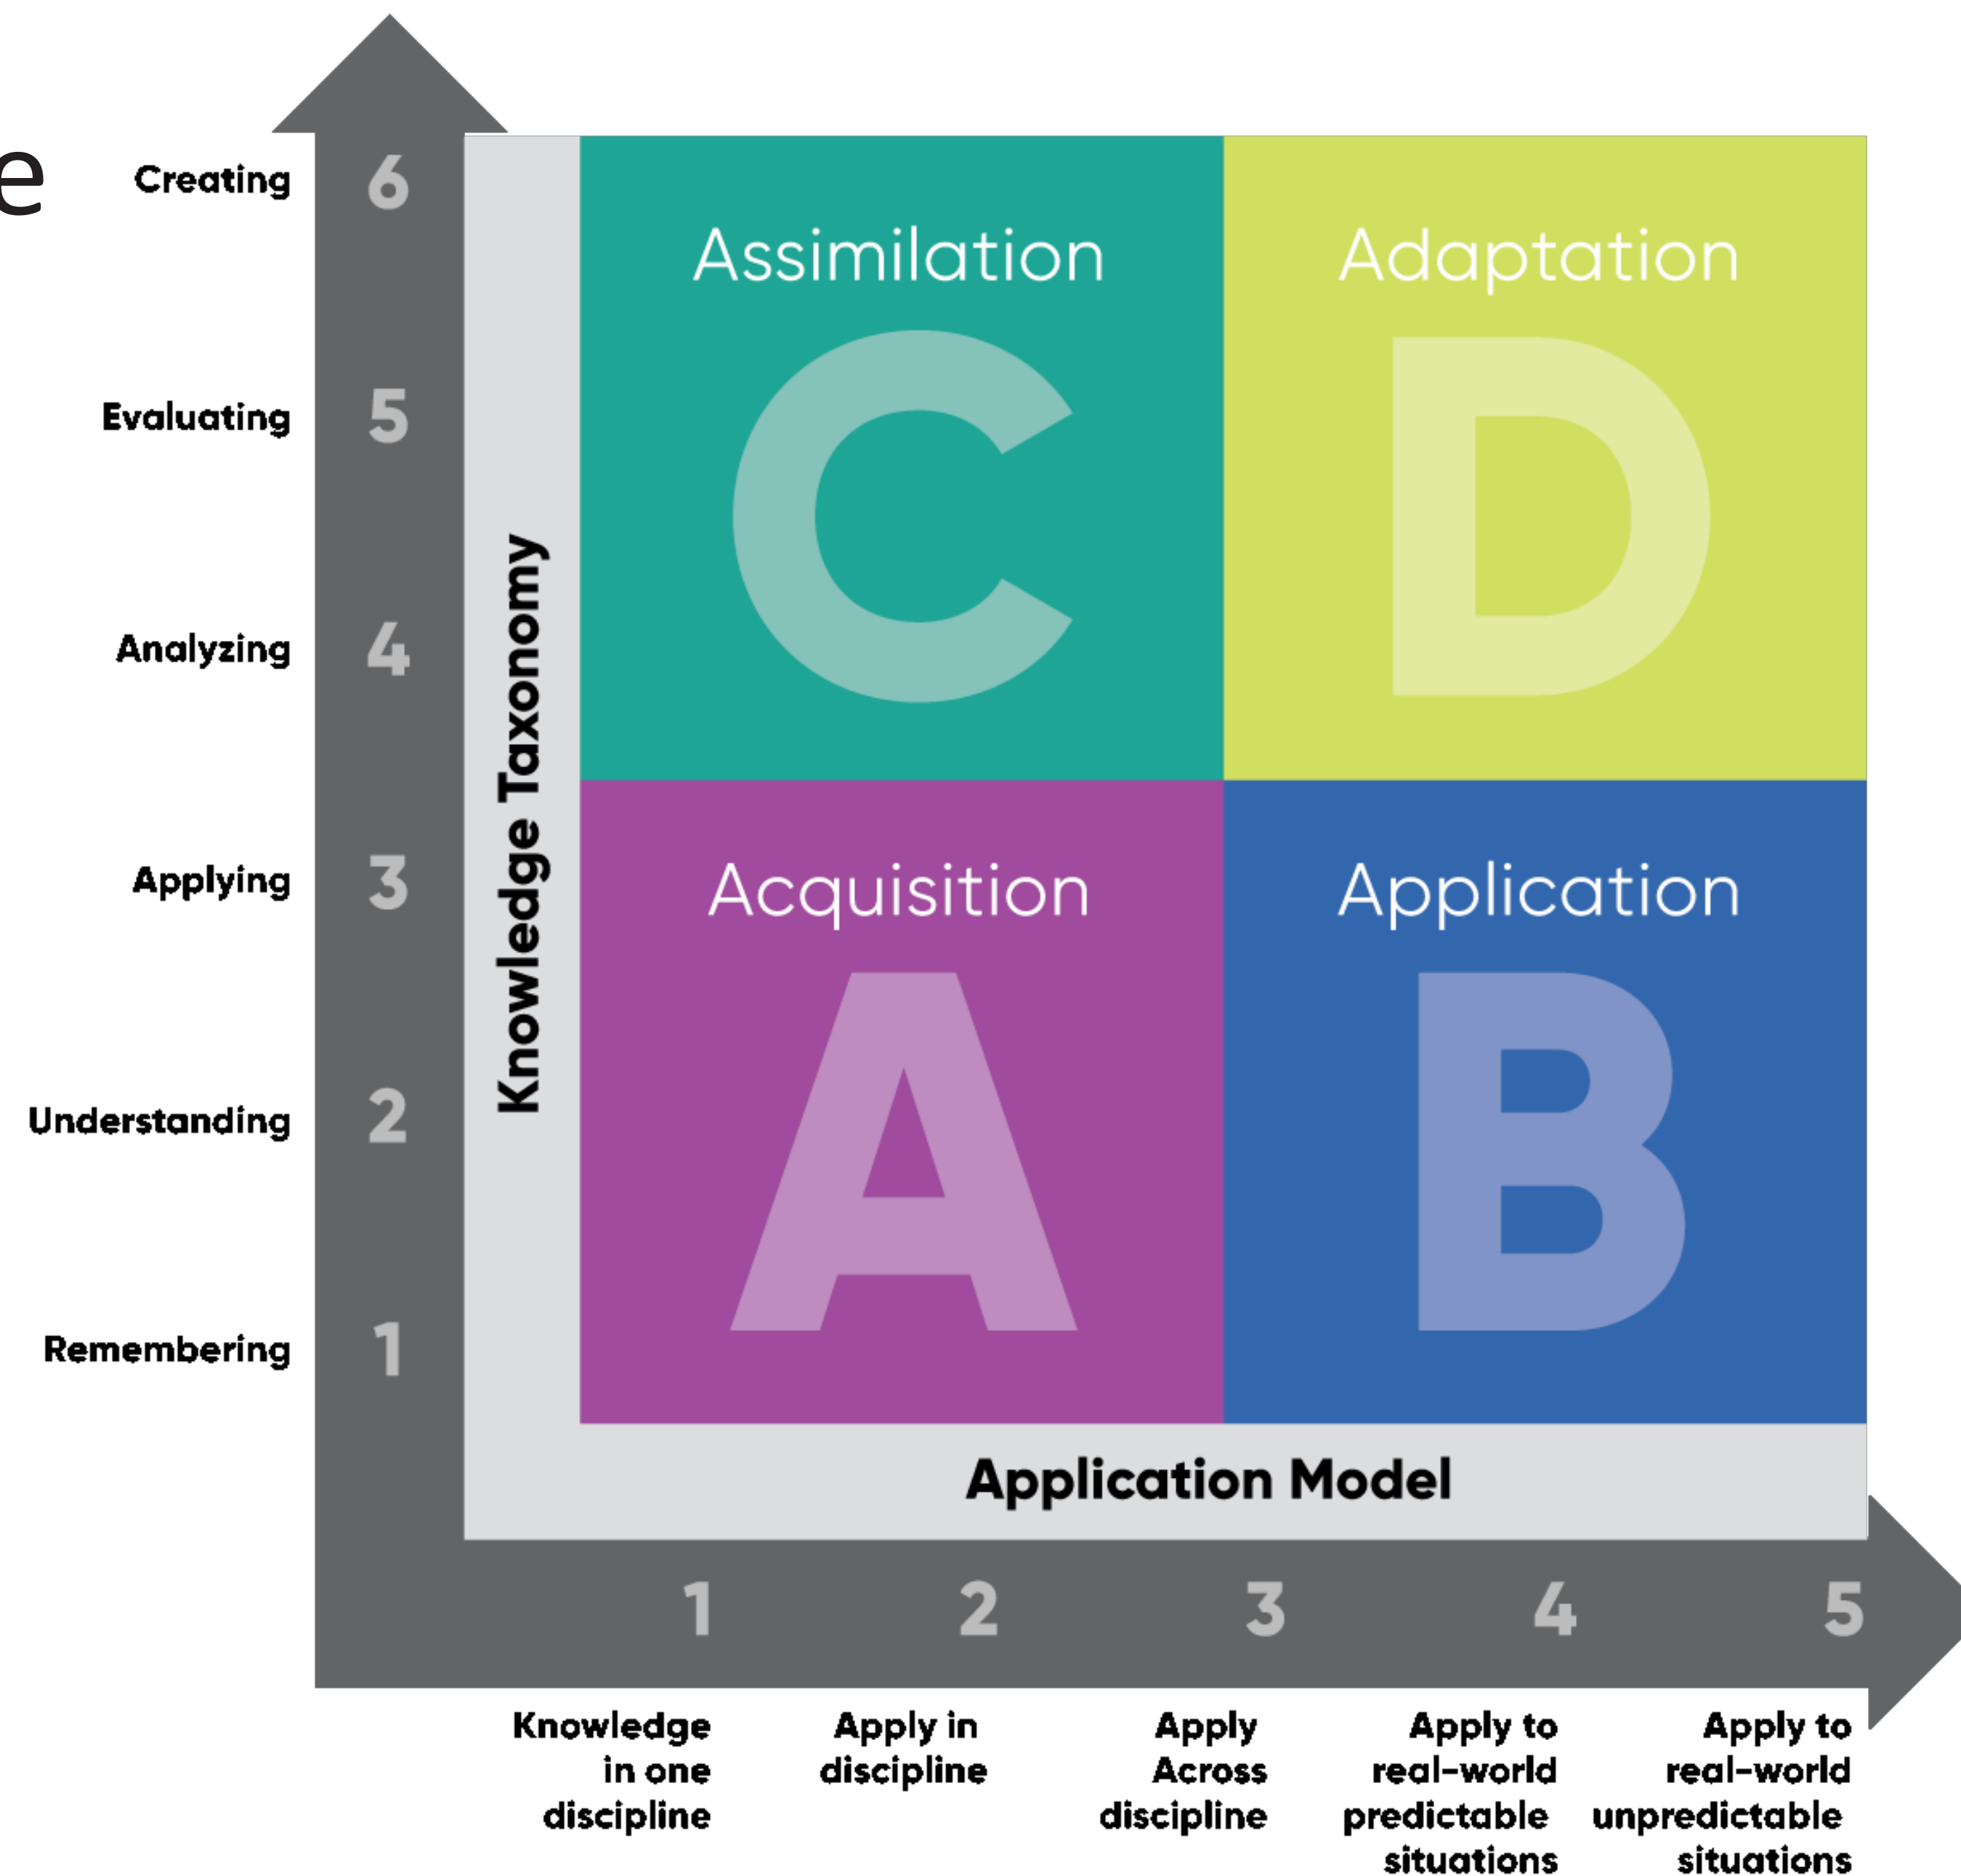 e
Creating
6
Assimilation
Adaptation
C
D
Evaluating
5
Analyzing
4
Knowledge Taxonomy
Applying
3
Acquisition
Application
A
B
Understanding
2
Remembering
1
Application Model
1 2 3 4 5
Knowledge
in one
discipline
Apply in
discipline
Apply
Across
discipline
Apply to
real-world
predictable
situations
Apply to
real-world
unpredictable
situations